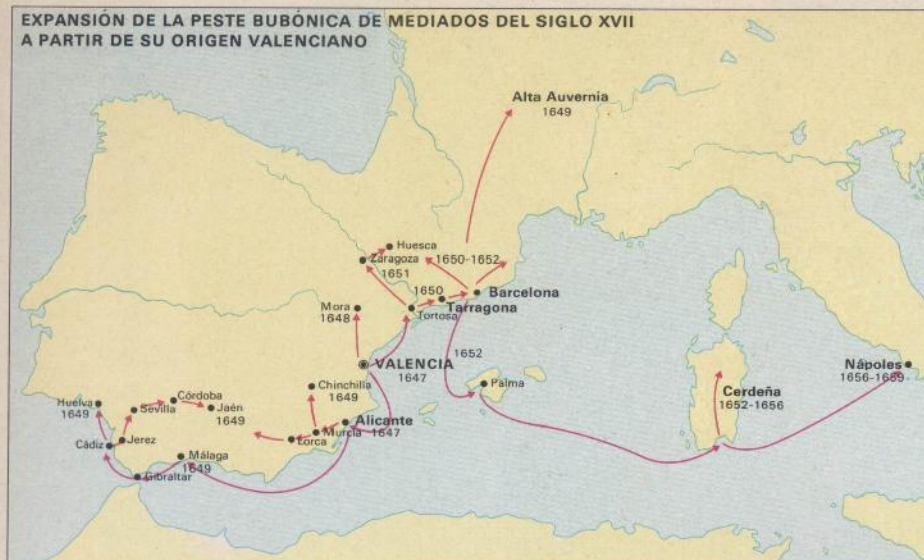 EXPANSIÓN DE LA PESTE BUBÓNICA DE MEDIADOS DEL SIGLO XVII
A PARTIR DE SU ORIGEN VALENCIANO
Alta Auvernia
1649
Huesca
Zaragoza
1650-1652
1651
1650
Barcelona
Tarragona
Tortosa
Mora
1648
VALENCIA
1647
1652
Palma
Nápoles
1656-1659
Cerdeña
1652-1656
Chinchilla
1649
Córdoba
Huelva
1649
Sevilla
Jaén
1649
Alicante
1647
Murcia
Lorca
Cádiz
Jerez
Málaga
1649
Gibraltar